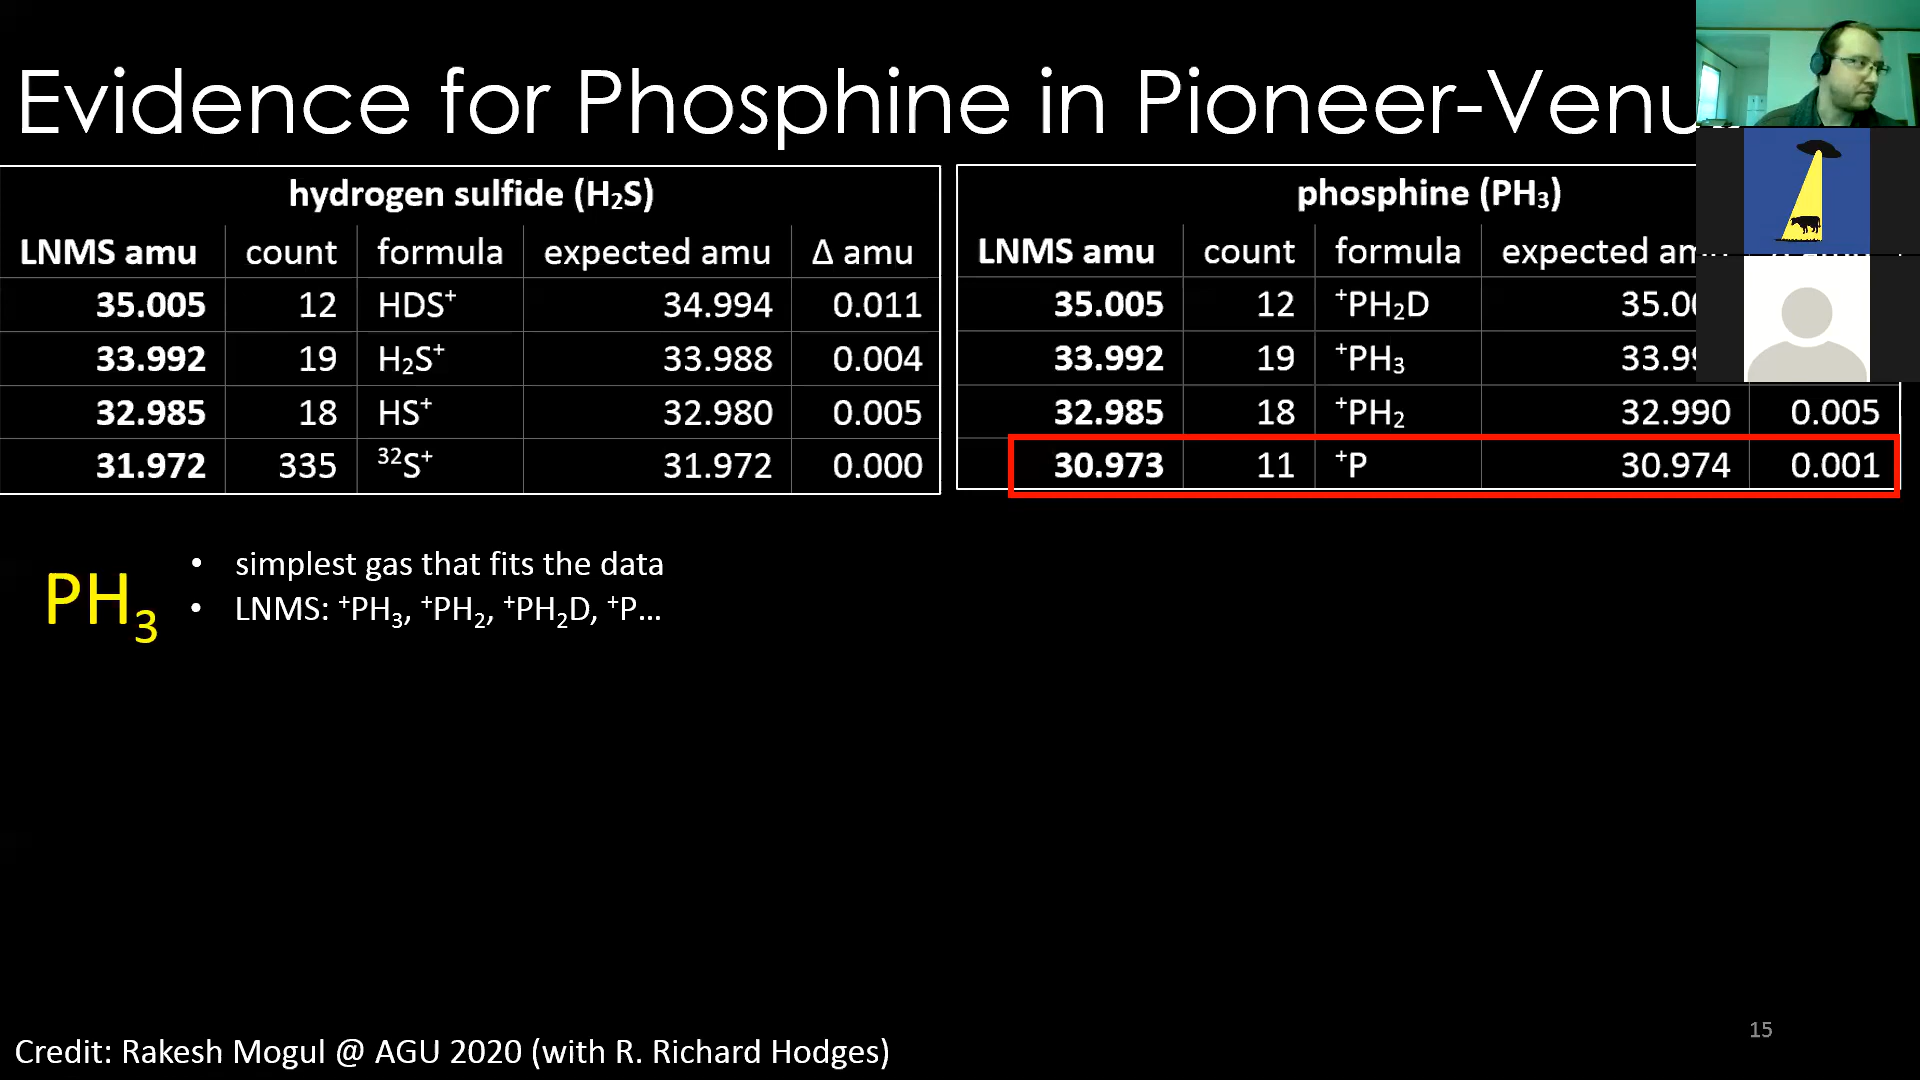 Evidence for Phosphine in Pioneer-Venu
hydrogen sulfide (H₂S)
LNMS amu count formula expected amu Δ amu
35.005 12 HDS⁺ 34.994 0.011
33.992 19 H₂S⁺ 33.988 0.004
32.985 18 HS⁺ 32.980 0.005
31.972 335 ³²S⁺ 31.972 0.000
phosphine (PH₃)
LNMS amu count formula expected
35.005 12 ⁺PH₂D
33.992 19 ⁺PH₃
32.985 18 ⁺PH₂ 32.990 0.005
30.973 11 ⁺P 30.974 0.001
PH₃
• simplest gas that fits the data
• LNMS: ⁺PH₃, ⁺PH₂, ⁺PH₂D, ⁺P...
15
Credit: Rakesh Mogul @ AGU 2020 (with R. Richard Hodges)